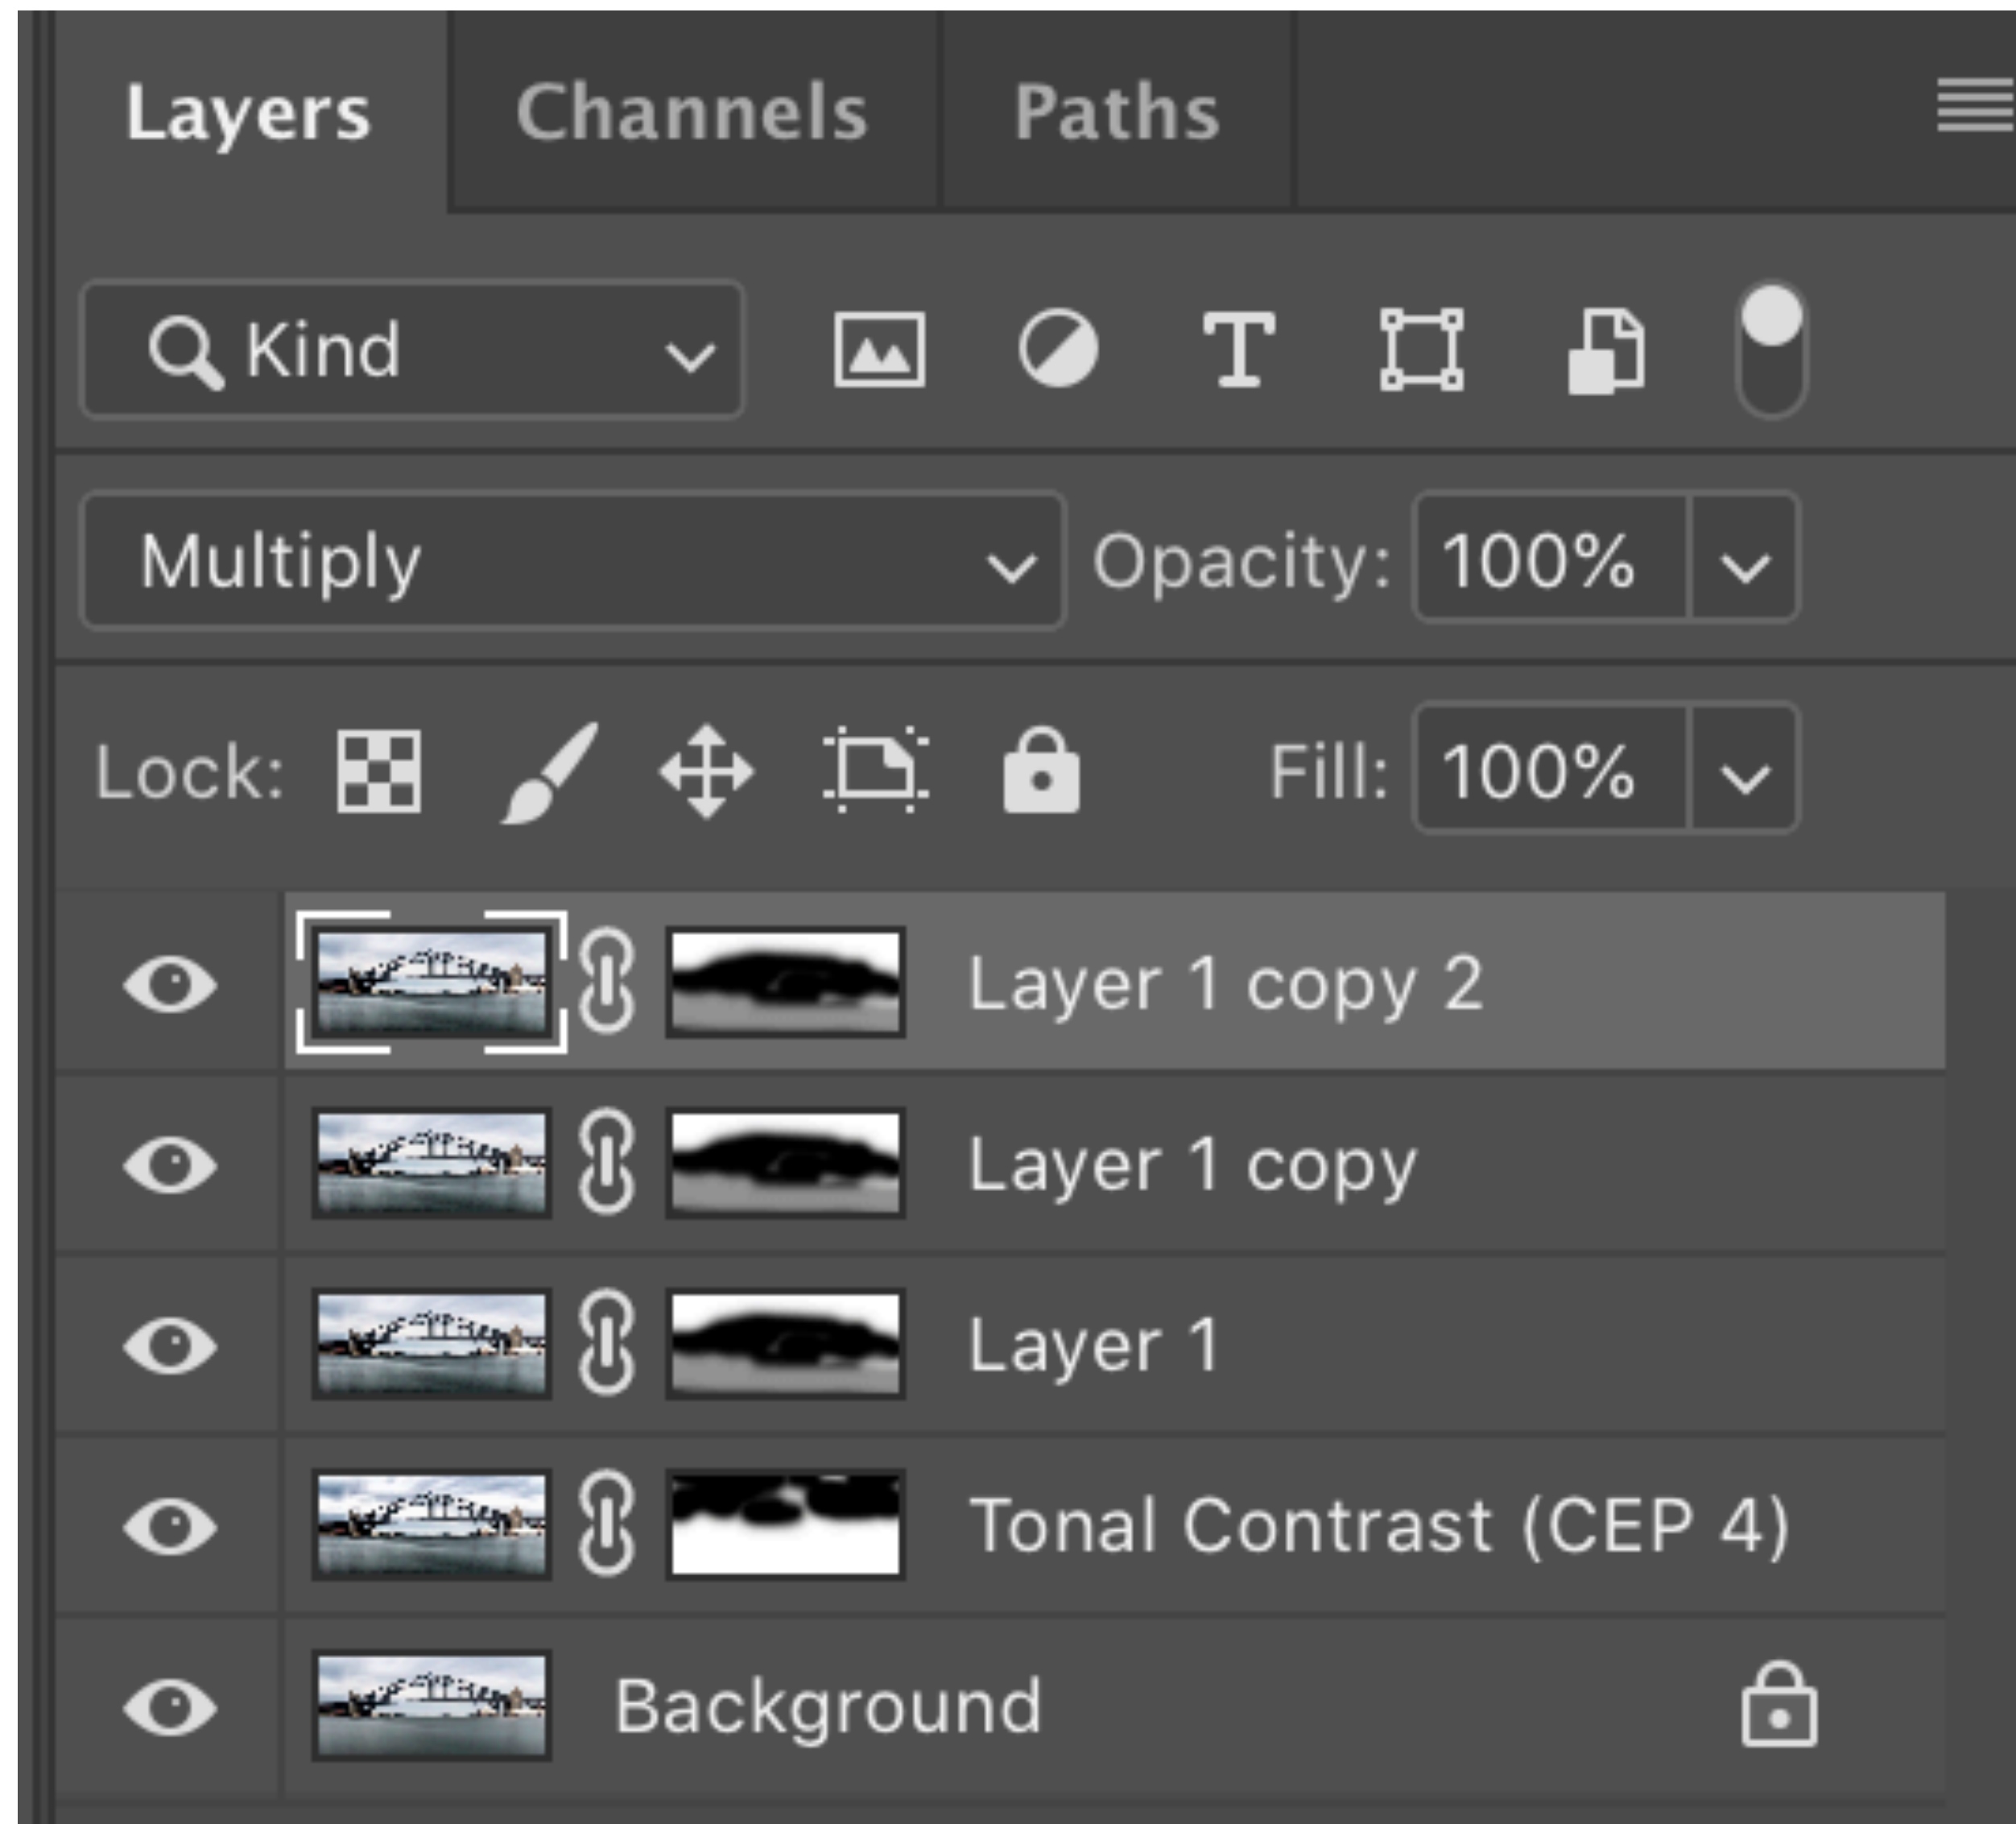 Layers Channels Paths
Kind
Multiply Opacity: 100%
Lock: Fill: 100%
Layer 1 copy 2
Layer 1 copy
Layer 1
Tonal Contrast (CEP 4)
Background